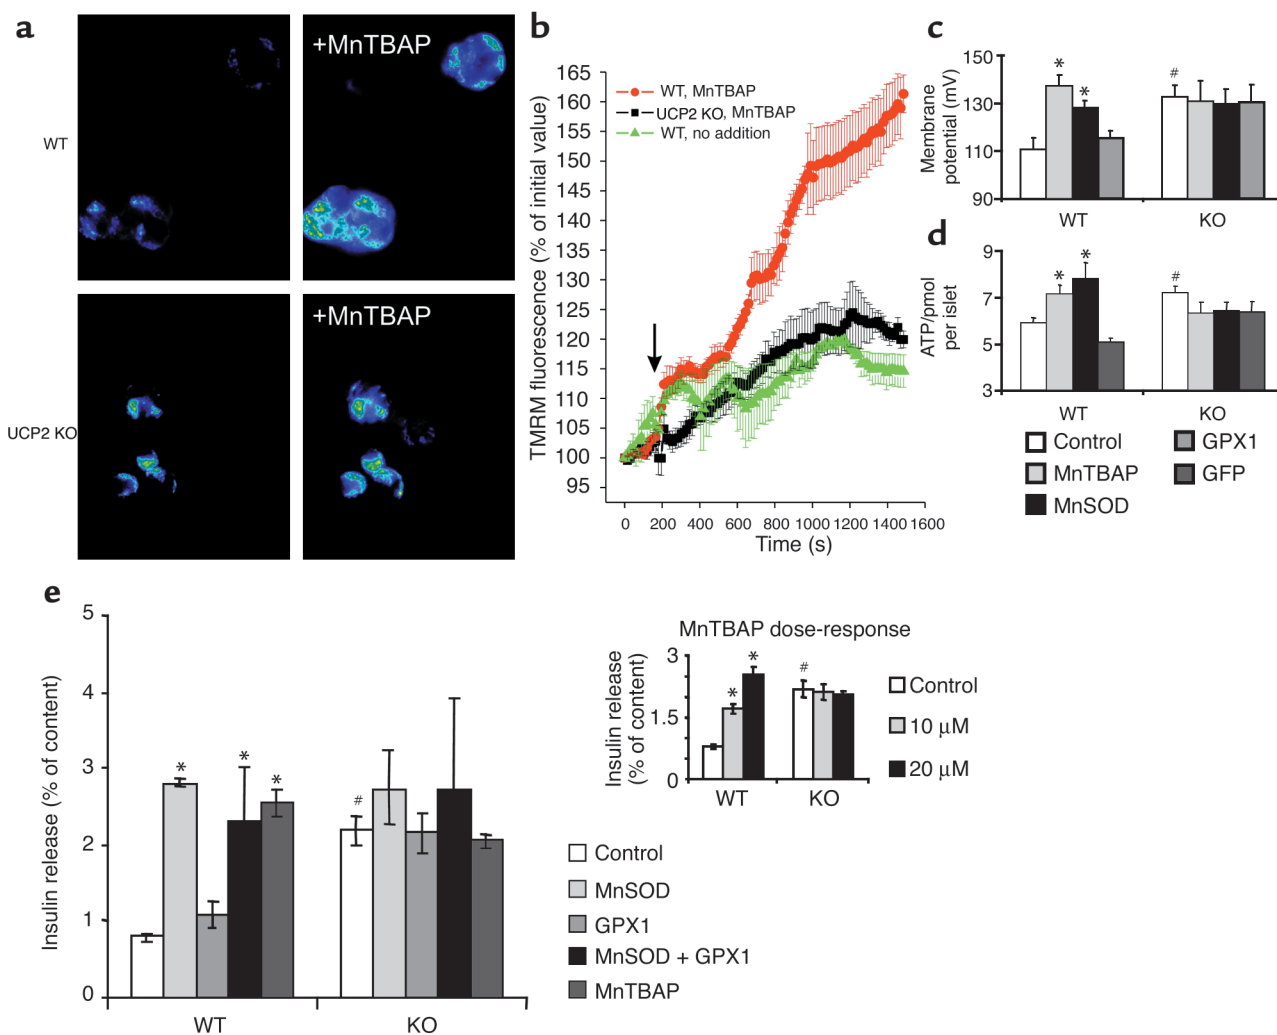 a
+MnTBAP
WT
+MnTBAP
UCP2 KO
b
TMRM fluorescence (% of initial value)
165
160
155
150
145
140
135
130
125
120
115
110
105
100
95
WT, MnTBAP
UCP2 KO, MnTBAP
WT, no addition
0 200 400 600 800 1000 1200 1400 1600
Time (s)
c
Membrane
potential (mV)
150
130
110
90
* * #
WT KO
d
ATP/pmol
per islet
9
7
5
3
* * #
WT KO
Control
MnTBAP
MnSOD
GPX1
GFP
e
Insulin release (% of content)
5
4
3
2
1
0
* * * #
WT KO
MnTBAP dose-response
Insulin release
(% of content)
3
1.5
0
* * #
WT KO
Control
10 μM
20 μM
Control
MnSOD
GPX1
MnSOD + GPX1
MnTBAP